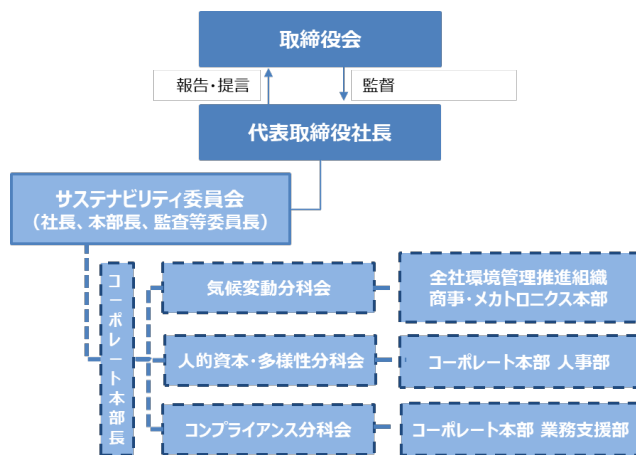 取締役会
報告・提言
監督
代表取締役社長
サステナビリティ委員会
（社長、本部長、監査等委員長）
コーポレート本部長
気候変動分科会
全社環境管理推進組織
商事・メカトロニクス本部
人的資本・多様性分科会
コーポレート本部 人事部
コンプライアンス分科会
コーポレート本部 業務支援部